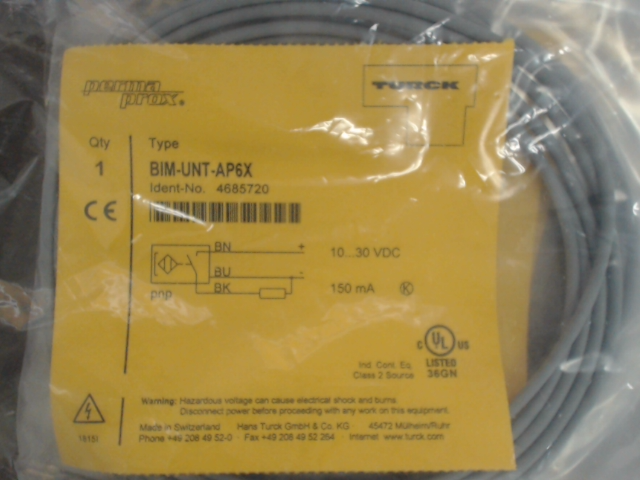 perma prox®
TURCK
Qty
Type
1
BIM-UNT-AP6X
Ident-No. 4685720
CE
BN
+
10...30 VDC
BU
-
BK
150 mA
K
pnp
C UL US
LISTED
36GN
Ind. Cont. Eq.
Class 2 Source
Warning: Hazardous voltage can cause electrical shock and burns.
Disconnect power before proceeding with any work on this equipment.
Made in Switzerland Hans Turck GmbH & Co. KG 45472 Mülheim/Ruhr
Phone +49 208 49 52-0 · Fax +49 208 49 52 264 · Internet www.turck.com